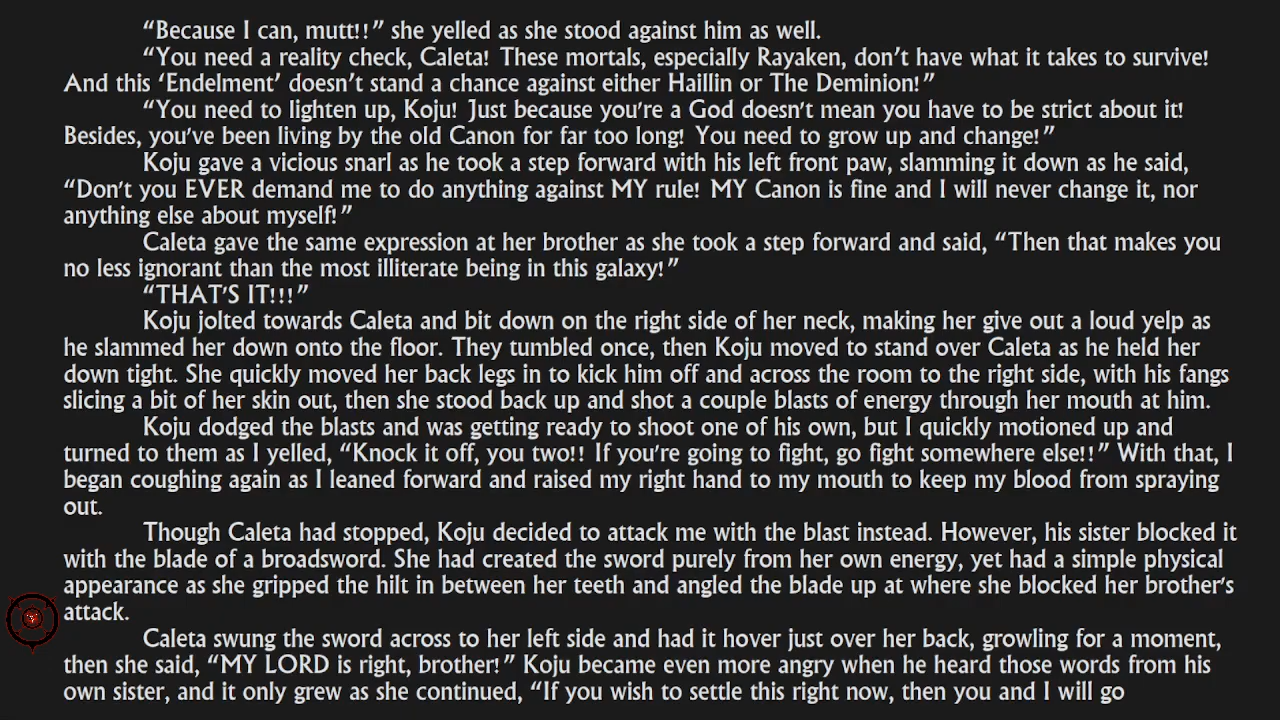 “Because I can, mutt!!” she yelled as she stood against him as well.
“You need a reality check, Caleta! These mortals, especially Rayaken, don’t have what it takes to survive!
And this ‘Endelment’ doesn’t stand a chance against either Haillin or The Deminion!”
“You need to lighten up, Koju! Just because you’re a God doesn’t mean you have to be strict about it!
Besides, you’ve been living by the old Canon for far too long! You need to grow up and change!”
Koju gave a vicious snarl as he took a step forward with his left front paw, slamming it down as he said,
“Don’t you EVER demand me to do anything against MY rule! MY Canon is fine and I will never change it, nor
anything else about myself!”
Caleta gave the same expression at her brother as she took a step forward and said, “Then that makes you
no less ignorant than the most illiterate being in this galaxy!”
“THAT’S IT!!!”
Koju jolted towards Caleta and bit down on the right side of her neck, making her give out a loud yelp as
he slammed her down onto the floor. They tumbled once, then Koju moved to stand over Caleta as he held her
down tight. She quickly moved her back legs in to kick him off and across the room to the right side, with his fangs
slicing a bit of her skin out, then she stood back up and shot a couple blasts of energy through her mouth at him.
Koju dodged the blasts and was getting ready to shoot one of his own, but I quickly motioned up and
turned to them as I yelled, “Knock it off, you two!! If you’re going to fight, go fight somewhere else!!” With that, I
began coughing again as I leaned forward and raised my right hand to my mouth to keep my blood from spraying
out.
Though Caleta had stopped, Koju decided to attack me with the blast instead. However, his sister blocked it
with the blade of a broadsword. She had created the sword purely from her own energy, yet had a simple physical
appearance as she gripped the hilt in between her teeth and angled the blade up at where she blocked her brother’s
attack.
Caleta swung the sword across to her left side and had it hover just over her back, growling for a moment,
then she said, “MY LORD is right, brother!” Koju became even more angry when he heard those words from his
own sister, and it only grew as she continued, “If you wish to settle this right now, then you and I will go